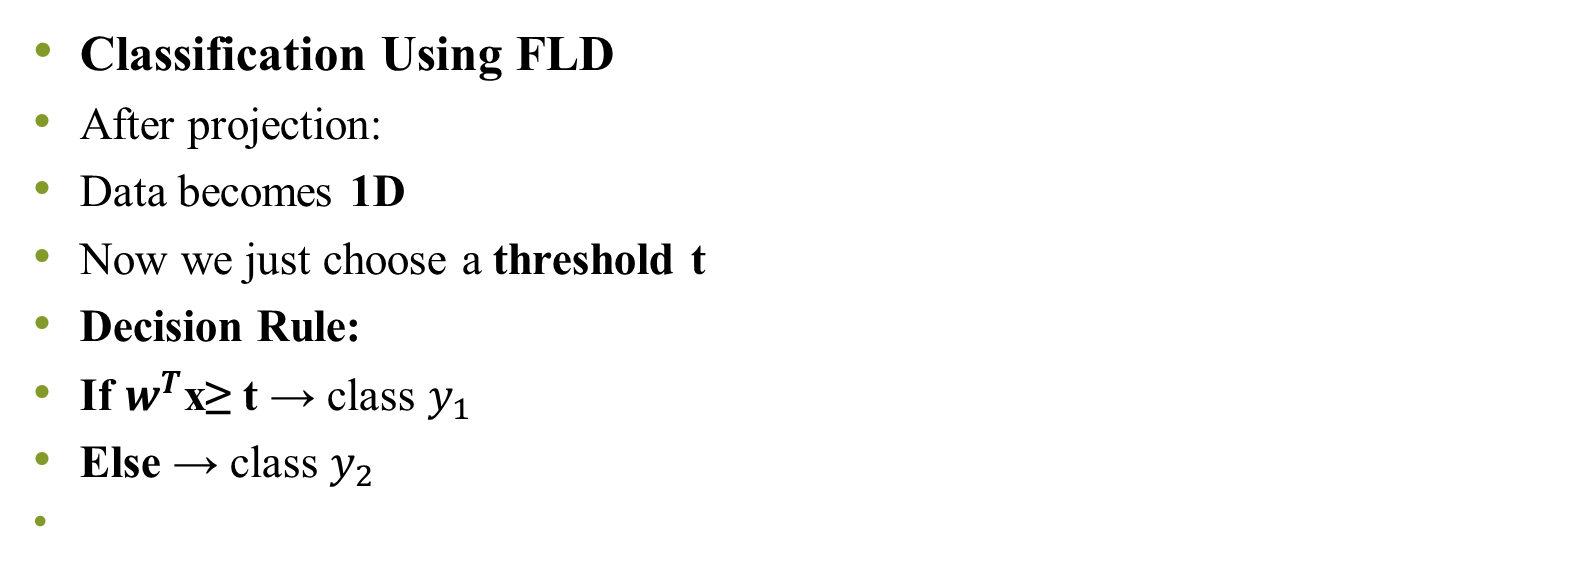 • Classification Using FLD
• After projection:
• Data becomes 1D
• Now we just choose a threshold t
• Decision Rule:
• If 𝒘ᵀx≥ t → class 𝑦₁
• Else → class 𝑦₂
•